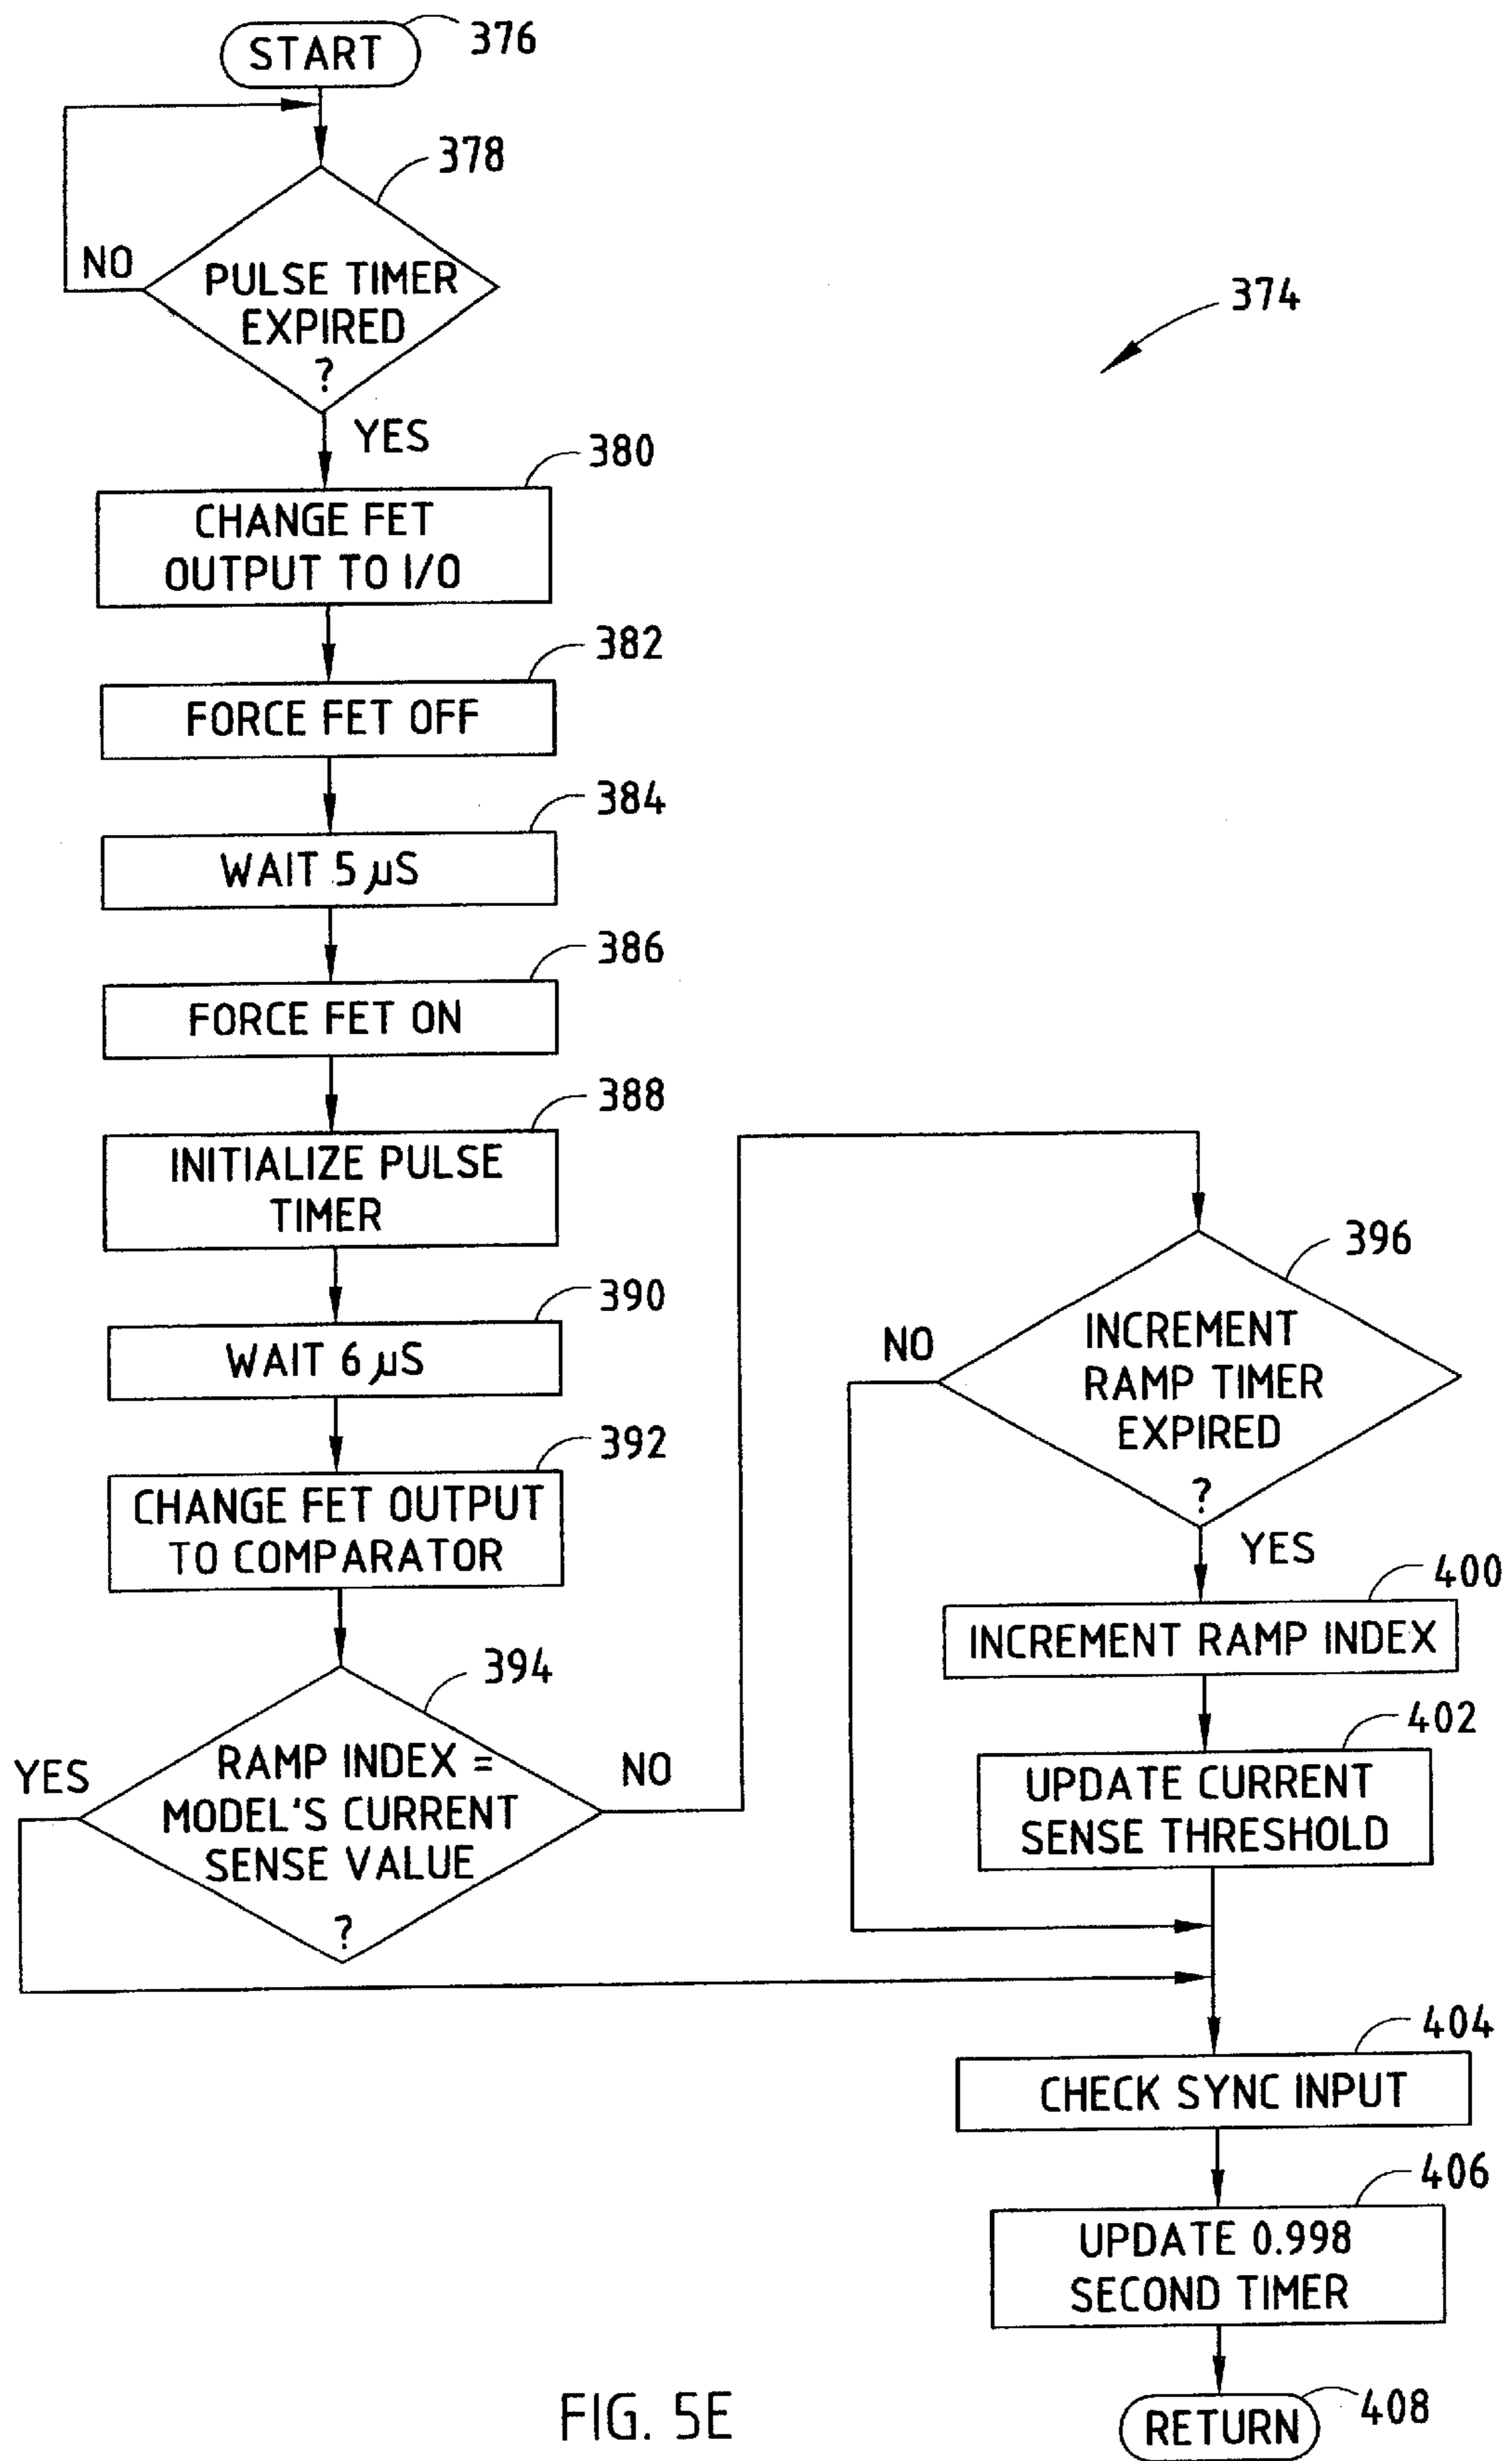 START
376
378
NO
PULSE TIMER
EXPIRED
?
374
YES
380
CHANGE FET
OUTPUT TO I/O
382
FORCE FET OFF
384
WAIT 5 µS
386
FORCE FET ON
388
INITIALIZE PULSE
TIMER
390
WAIT 6 µS
392
CHANGE FET OUTPUT
TO COMPARATOR
394
YES
RAMP INDEX =
MODEL'S CURRENT
SENSE VALUE
?
NO
396
NO
INCREMENT
RAMP TIMER
EXPIRED
?
YES
400
INCREMENT RAMP INDEX
402
UPDATE CURRENT
SENSE THRESHOLD
404
CHECK SYNC INPUT
406
UPDATE 0.998
SECOND TIMER
RETURN
408
FIG. 5E